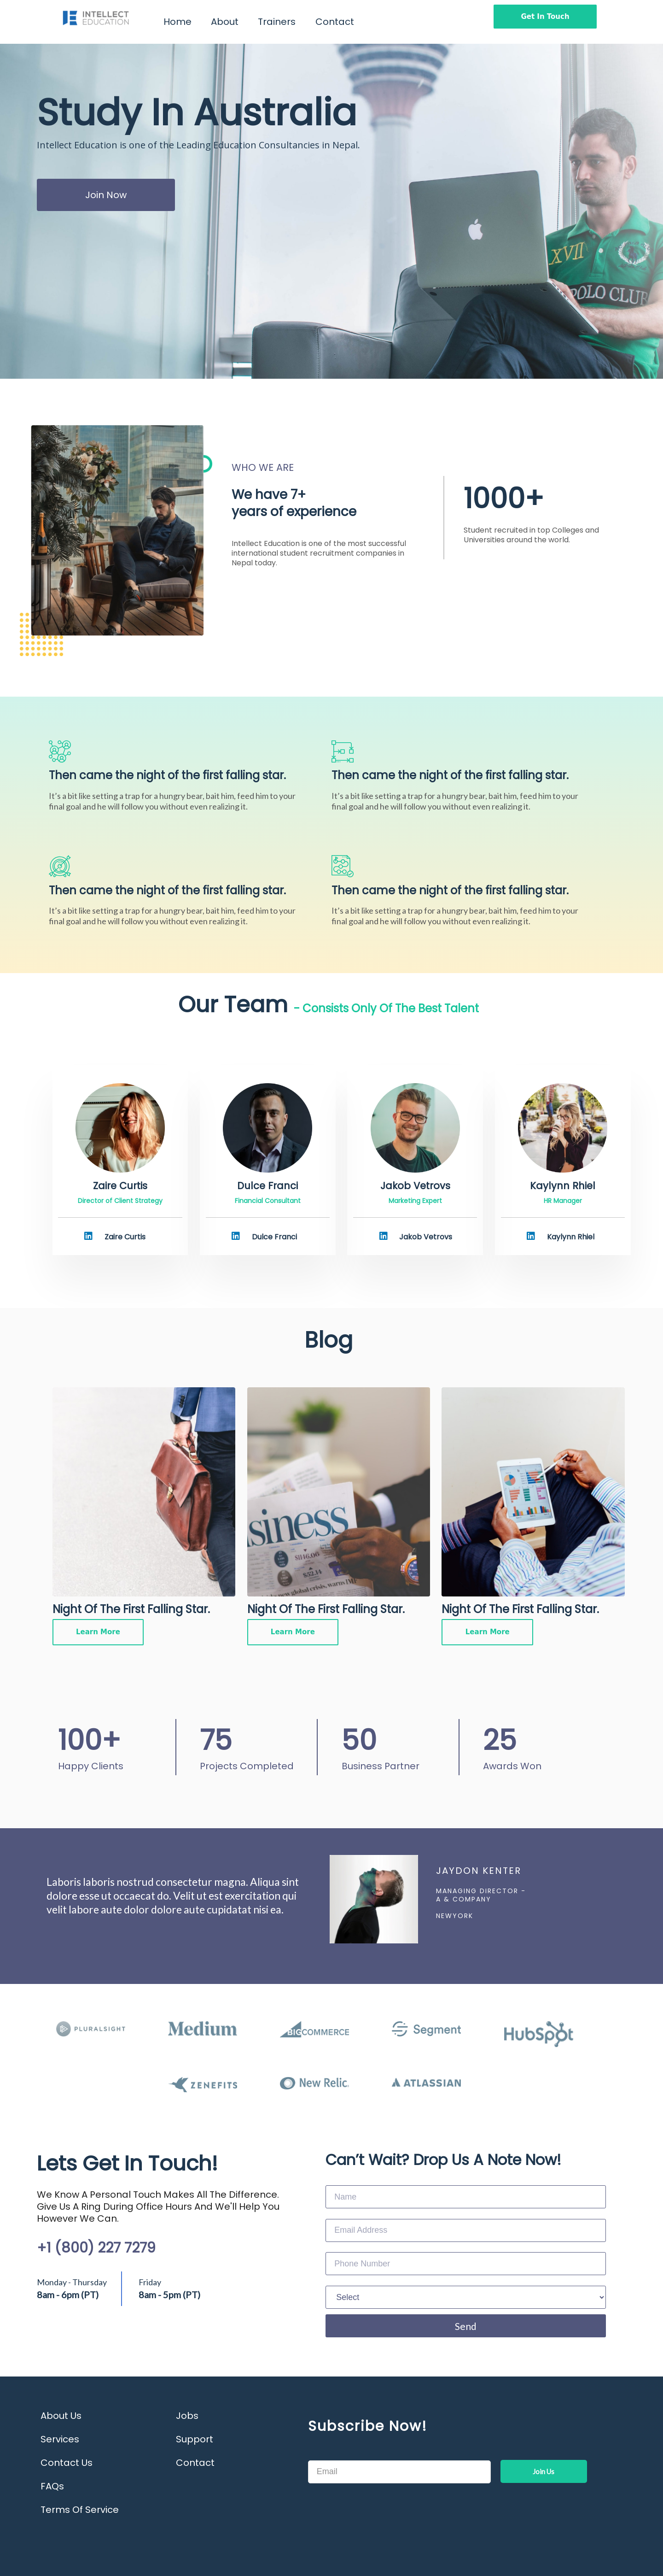 INTELLECT
EDUCATION
Home About Trainers Contact
Get In Touch
Study In Australia
Intellect Education is one of the Leading Education Consultancies in Nepal.
Join Now
XVII
POLO CLUB
WHO WE ARE
We have 7+
years of experience
Intellect Education is one of the most successful
international student recruitment companies in
Nepal today.
1000+
Student recruited in top Colleges and
Universities around the world.
Then came the night of the first falling star.
It's a bit like setting a trap for a hungry bear, bait him, feed him to your
final goal and he will follow you without even realizing it.
Then came the night of the first falling star.
It's a bit like setting a trap for a hungry bear, bait him, feed him to your
final goal and he will follow you without even realizing it.
Then came the night of the first falling star.
It's a bit like setting a trap for a hungry bear, bait him, feed him to your
final goal and he will follow you without even realizing it.
Then came the night of the first falling star.
It's a bit like setting a trap for a hungry bear, bait him, feed him to your
final goal and he will follow you without even realizing it.
Our Team - Consists Only Of The Best Talent
Zaire Curtis
Director of Client Strategy
in Zaire Curtis
Dulce Franci
Financial Consultant
in Dulce Franci
Jakob Vetrovs
Marketing Expert
in Jakob Vetrovs
Kaylynn Rhiel
HR Manager
in Kaylynn Rhiel
Blog
siness
Night Of The First Falling Star.
Learn More
Night Of The First Falling Star.
Learn More
Night Of The First Falling Star.
Learn More
100+
Happy Clients
75
Projects Completed
50
Business Partner
25
Awards Won
Laboris laboris nostrud consectetur magna. Aliqua sint
dolore esse ut occaecat do. Velit ut est exercitation qui
velit labore aute dolor dolore aute cupidatat nisi ea.
JAYDON KENTER
MANAGING DIRECTOR -
A & COMPANY
NEWYORK
PLURALSIGHT
Medium
BIGCOMMERCE
Segment
HubSpot
ZENEFITS
New Relic.
ATLASSIAN
Lets Get In Touch!
We Know A Personal Touch Makes All The Difference.
Give Us A Ring During Office Hours And We'll Help You
However We Can.
+1 (800) 227 7279
Monday - Thursday
8am - 6pm (PT)
Friday
8am - 5pm (PT)
Can't Wait? Drop Us A Note Now!
Name
Email Address
Phone Number
Select
Send
About Us
Services
Contact Us
FAQs
Terms Of Service
Jobs
Support
Contact
Subscribe Now!
Email
Join Us